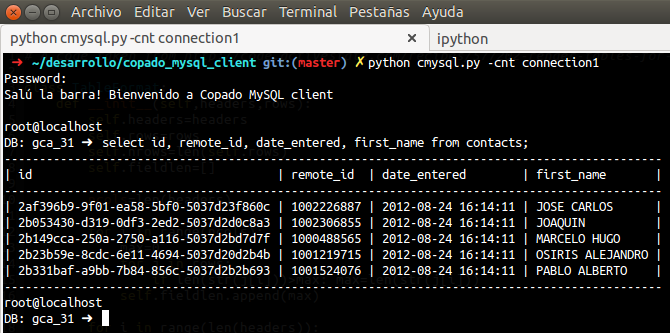 Archivo Editar Ver Buscar Terminal Pestañas Ayuda
python cmysql.py -cnt connection1 × ipython
➜ ~/desarrollo/copado_mysql_client git:(master) ✗ python cmysql.py -cnt connection1
Password:
Salú la barra! Bienvenido a Copado MySQL client
root@localhost
DB: gca_31 ➜ select id, remote_id, date_entered, first_name from contacts;
| id | remote_id | date_entered | first_name |
| 2af396b9-9f01-ea58-5bf0-5037d23f860c | 1002226887 | 2012-08-24 16:14:11 | JOSE CARLOS |
| 2b053430-d319-0df3-2ed2-5037d2d0c8a3 | 1002306855 | 2012-08-24 16:14:11 | JOAQUIN |
| 2b149cca-250a-2750-a116-5037d2bd7d7f | 1000488565 | 2012-08-24 16:14:11 | MARCELO HUGO |
| 2b23b59e-8cdc-6e11-4694-5037d20d2b4b | 1001219715 | 2012-08-24 16:14:11 | OSIRIS ALEJANDRO |
| 2b331baf-a9bb-7b84-856c-5037d2b2b693 | 1001524076 | 2012-08-24 16:14:11 | PABLO ALBERTO |
root@localhost
DB: gca_31 ➜